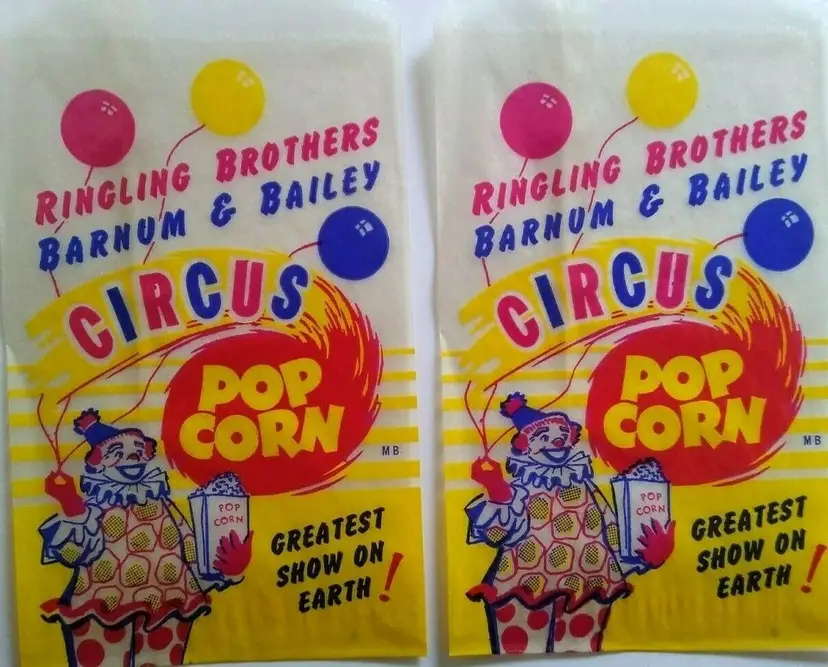 RINGLING BROTHERS
BARNUM & BAILEY
CIRCUS
POP
CORN
MB
POP
CORN
GREATEST
SHOW ON
EARTH!
RINGLING BROTHERS
BARNUM & BAILEY
CIRCUS
POP
CORN
MB
POP
CORN
GREATEST
SHOW ON
EARTH!